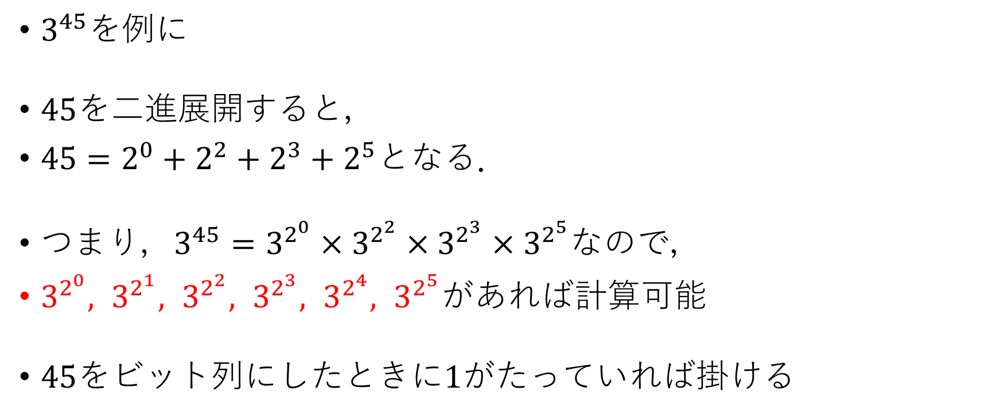 • 3^45を例に
• 45を二進展開すると,
• 45 = 2^0 + 2^2 + 2^3 + 2^5となる.
• つまり, 3^45 = 3^2^0 × 3^2^2 × 3^2^3 × 3^2^5なので,
• 3^2^0, 3^2^1, 3^2^2, 3^2^3, 3^2^4, 3^2^5があれば計算可能
• 45をビット列にしたときに1がたっていれば掛ける